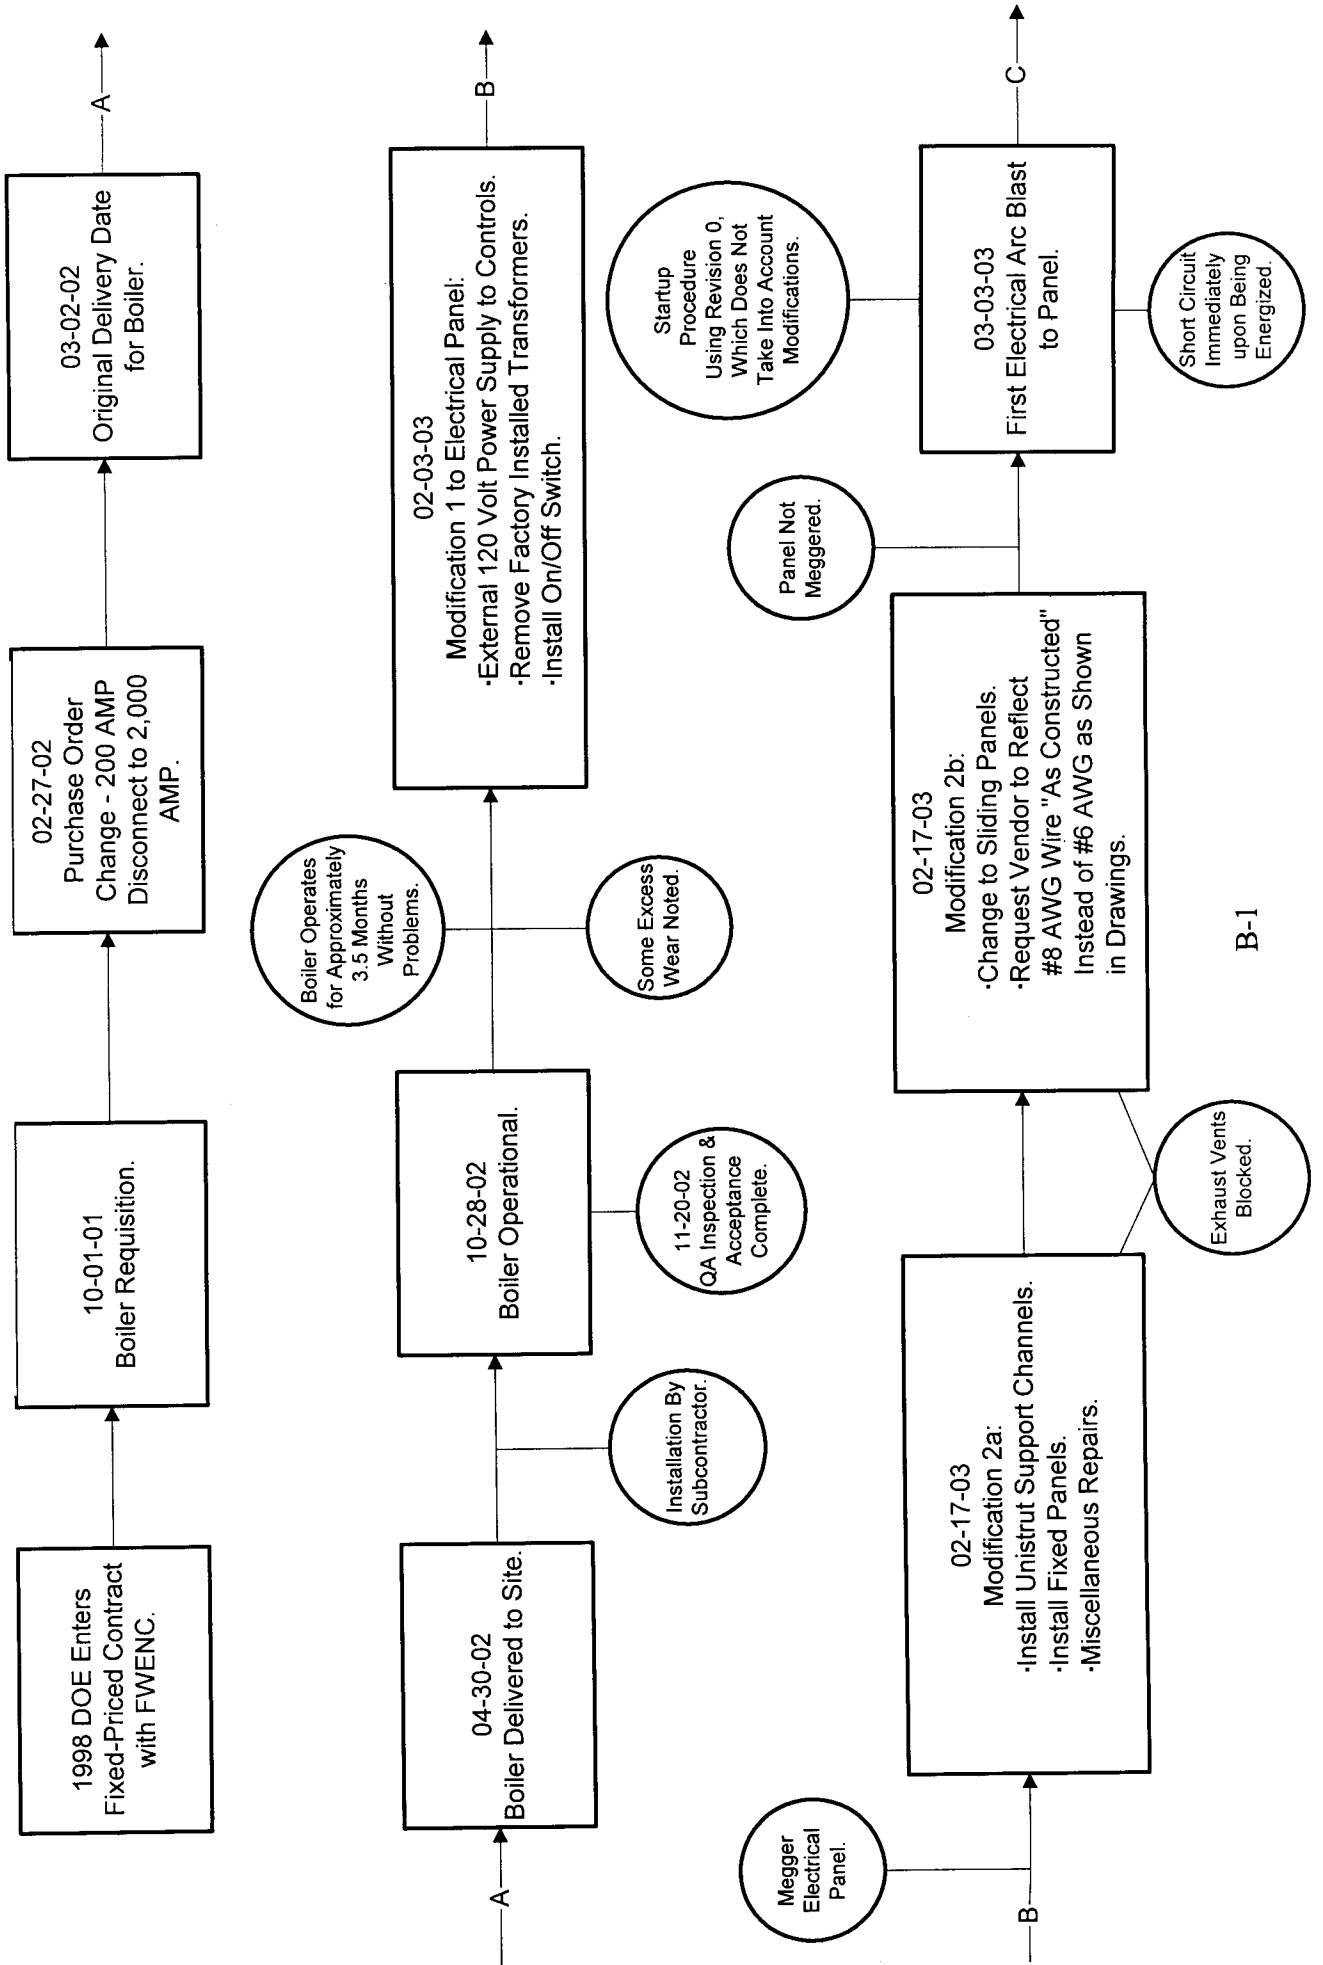 1998 DOE Enters
Fixed-Priced Contract
with FWENC.
10-01-01
Boiler Requisition.
02-27-02
Purchase Order
Change - 200 AMP
Disconnect to 2,000
AMP.
03-02-02
Original Delivery Date
for Boiler.
A
A
04-30-02
Boiler Delivered to Site.
Installation By
Subcontractor.
10-28-02
Boiler Operational.
11-20-02
QA Inspection &
Acceptance
Complete.
Boiler Operates
for Approximately
3.5 Months
Without
Problems.
Some Excess
Wear Noted.
02-03-03
Modification 1 to Electrical Panel:
·External 120 Volt Power Supply to Controls.
·Remove Factory Installed Transformers.
·Install On/Off Switch.
B
B
Megger
Electrical
Panel.
02-17-03
Modification 2a:
·Install Unistrut Support Channels.
·Install Fixed Panels.
·Miscellaneous Repairs.
Exhaust Vents
Blocked.
02-17-03
Modification 2b:
·Change to Sliding Panels.
·Request Vendor to Reflect
#8 AWG Wire "As Constructed"
Instead of #6 AWG as Shown
in Drawings.
Panel Not
Meggered.
Startup
Procedure
Using Revision 0,
Which Does Not
Take Into Account
Modifications.
03-03-03
First Electrical Arc Blast
to Panel.
Short Circuit
Immediately
upon Being
Energized.
C
B-1